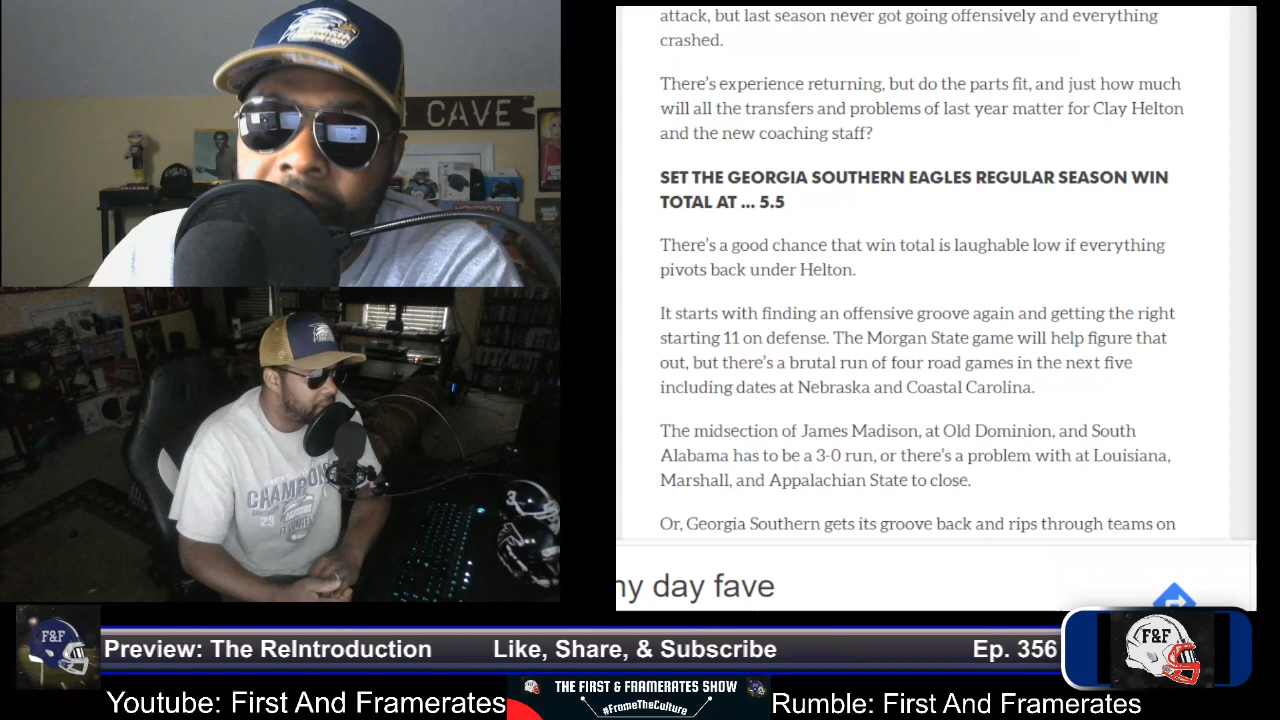 CAVE
CHAMPIONS
23
attack, but last season never got going offensively and everything
crashed.
There's experience returning, but do the parts fit, and just how much
will all the transfers and problems of last year matter for Clay Helton
and the new coaching staff?
SET THE GEORGIA SOUTHERN EAGLES REGULAR SEASON WIN
TOTAL AT ... 5.5
There's a good chance that win total is laughable low if everything
pivots back under Helton.
It starts with finding an offensive groove again and getting the right
starting 11 on defense. The Morgan State game will help figure that
out, but there's a brutal run of four road games in the next five
including dates at Nebraska and Coastal Carolina.
The midsection of James Madison, at Old Dominion, and South
Alabama has to be a 3-0 run, or there's a problem with at Louisiana,
Marshall, and Appalachian State to close.
Or, Georgia Southern gets its groove back and rips through teams on
ny day fave
F&F
Preview: The ReIntroduction
Like, Share, & Subscribe
Ep. 356
F&F
Youtube: First And Framerates
THE FIRST & FRAMERATES SHOW
#FrameTheCulture
Rumble: First And Framerates